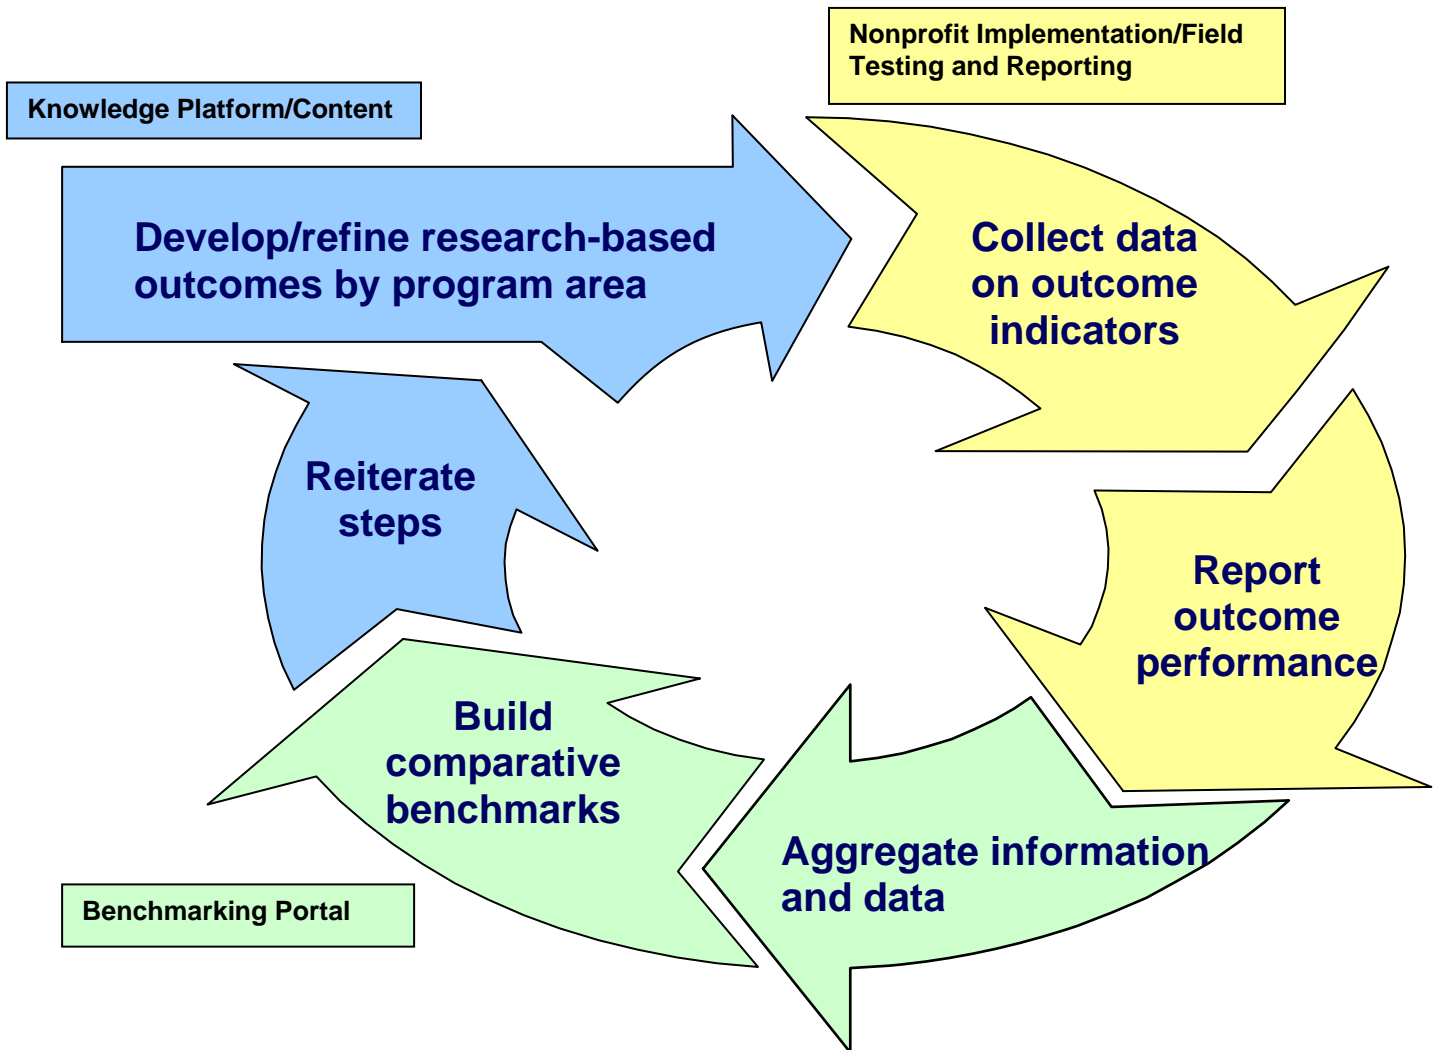 Nonprofit Implementation/Field
Testing and Reporting
Knowledge Platform/Content
Develop/refine research-based
outcomes by program area
Collect data
on outcome
indicators
Report
outcome
performance
Aggregate information
and data
Build
comparative
benchmarks
Reiterate
steps
Benchmarking Portal